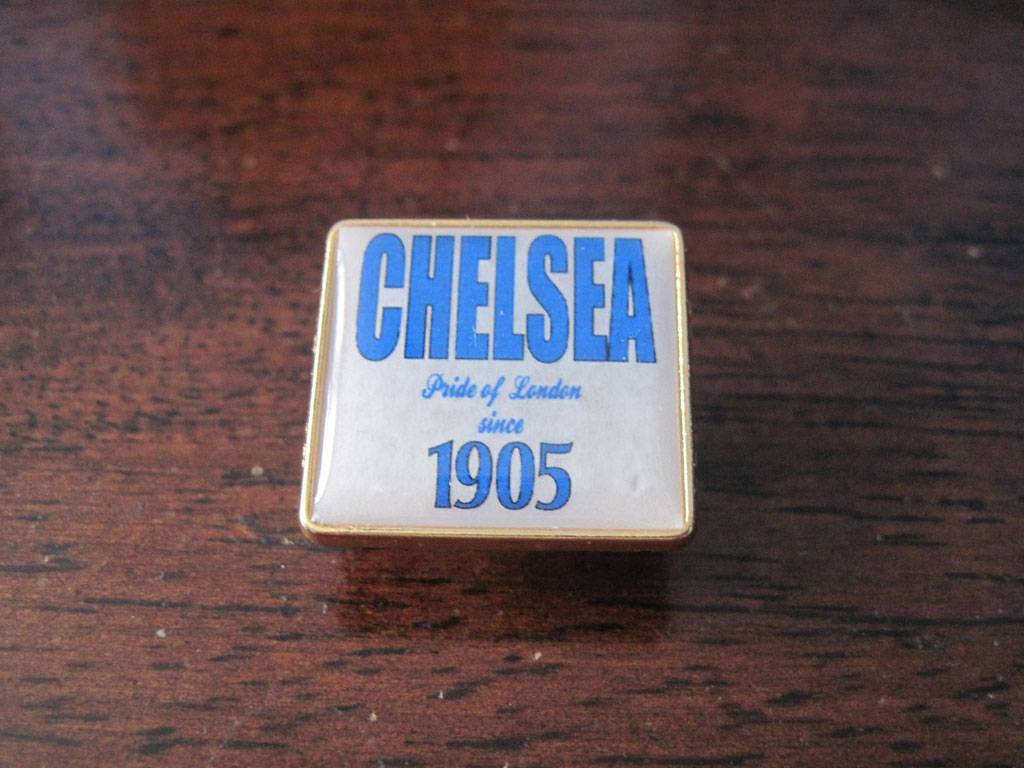 CHELSEA
Pride of London
since
1905